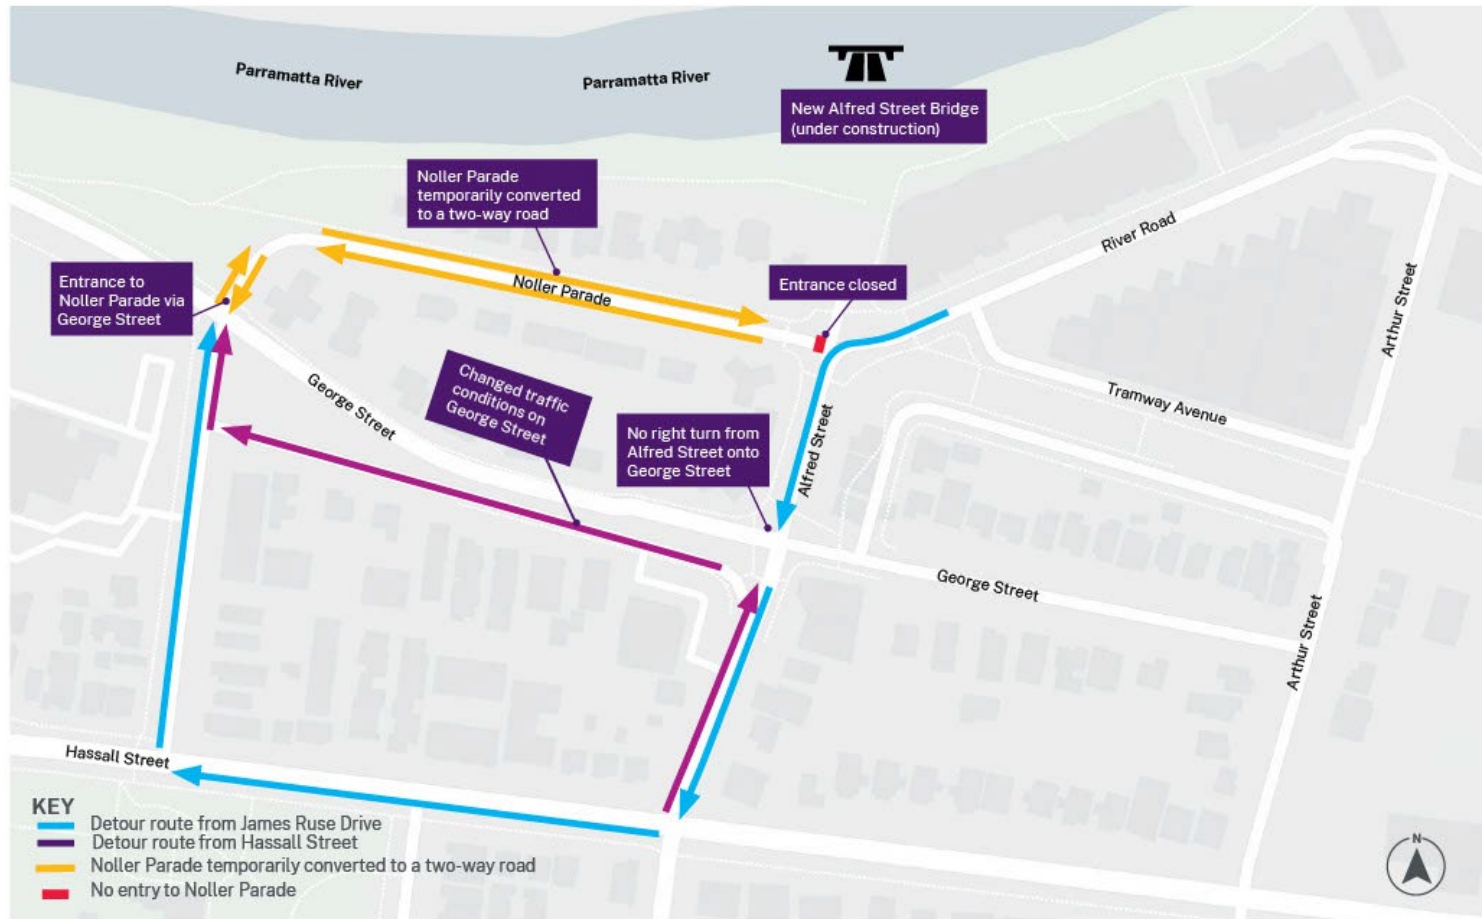 Parramatta River
Parramatta River
New Alfred Street Bridge
(under construction)
Noller Parade
temporarily converted
to a two-way road
River Road
Entrance to
Noller Parade via
George Street
Noller Parade
Entrance closed
Arthur Street
George Street
Changed traffic
conditions on
George Street
No right turn from
Alfred Street onto
George Street
Alfred Street
Tramway Avenue
George Street
Arthur Street
Hassall Street
KEY
Detour route from James Ruse Drive
Detour route from Hassall Street
Noller Parade temporarily converted to a two-way road
No entry to Noller Parade
N